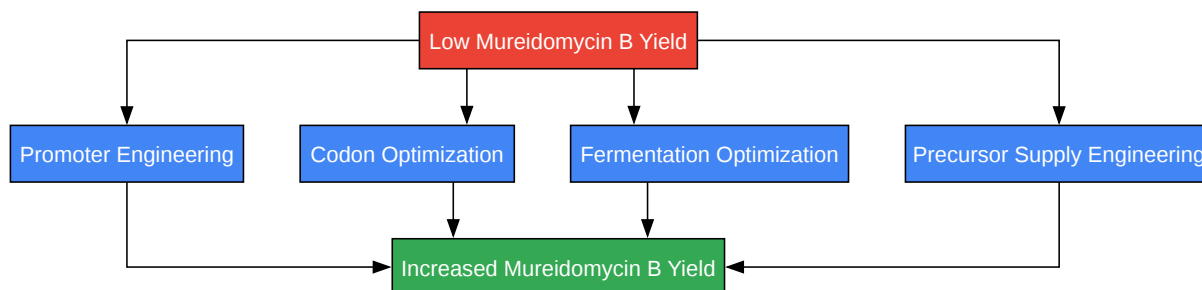 Low Mureidomycin B Yield
Promoter Engineering
Codon Optimization
Fermentation Optimization
Precursor Supply Engineering
Increased Mureidomycin B Yield